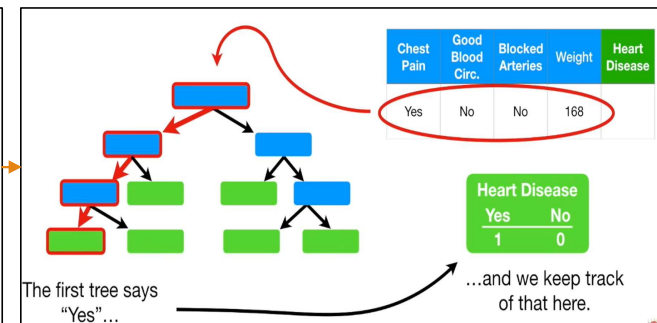 Chest Pain
Good Blood Circ.
Blocked Arteries
Weight
Heart Disease
Yes
No
No
168
Heart Disease
Yes No
1 0
The first tree says
“Yes”…
…and we keep track
of that here.